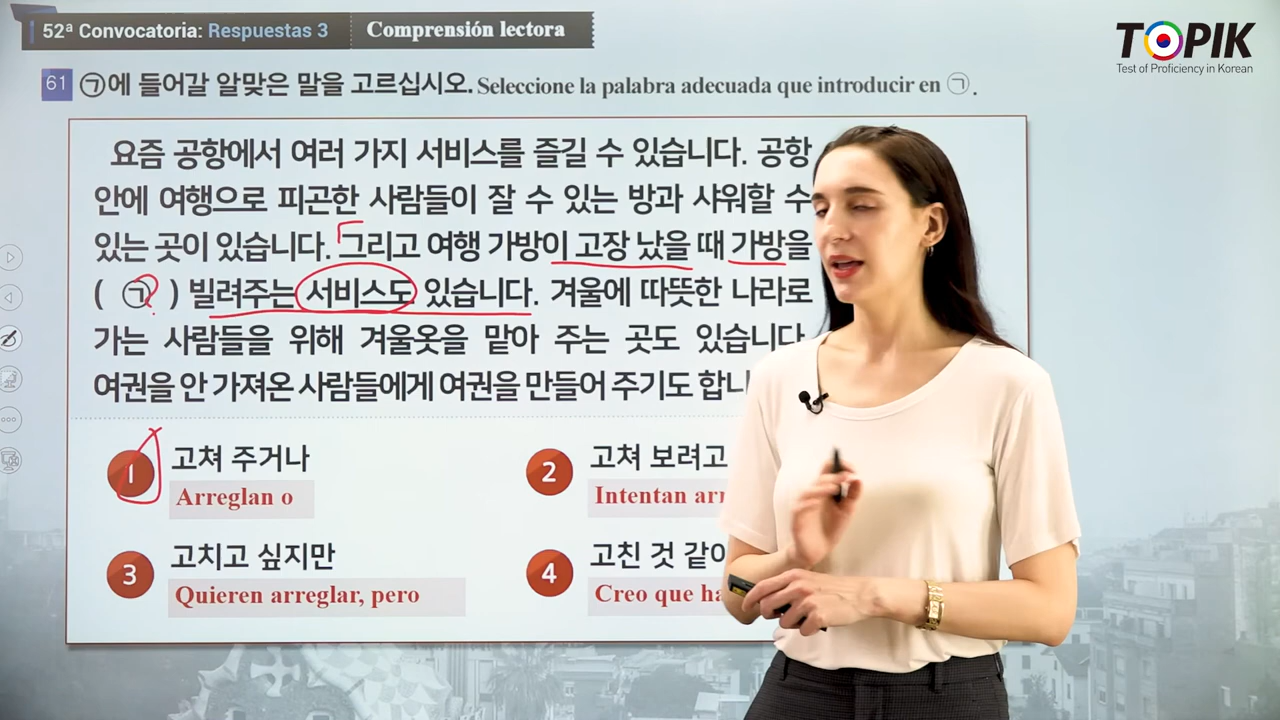 52ª Convocatoria: Respuestas 3 Comprensión lectora
TOPIK
Test of Proficiency in Korean
61 ㉠에 들어갈 알맞은 말을 고르십시오. Seleccione la palabra adecuada que introducir en ㉠.
요즘 공항에서 여러 가지 서비스를 즐길 수 있습니다. 공항
안에 여행으로 피곤한 사람들이 잘 수 있는 방과 샤워할 수
있는 곳이 있습니다. 그리고 여행 가방이 고장 났을 때 가방을
( ㉠ ) 빌려주는 서비스도 있습니다. 겨울에 따뜻한 나라로
가는 사람들을 위해 겨울옷을 맡아 주는 곳도 있습니다
여권을 안 가져온 사람들에게 여권을 만들어 주기도
1 고쳐 주거나
Arreglan o
2 고쳐 보려고
Intentan
3 고치고 싶지만
Quieren arreglar, pero
4 고친 것
Creo que